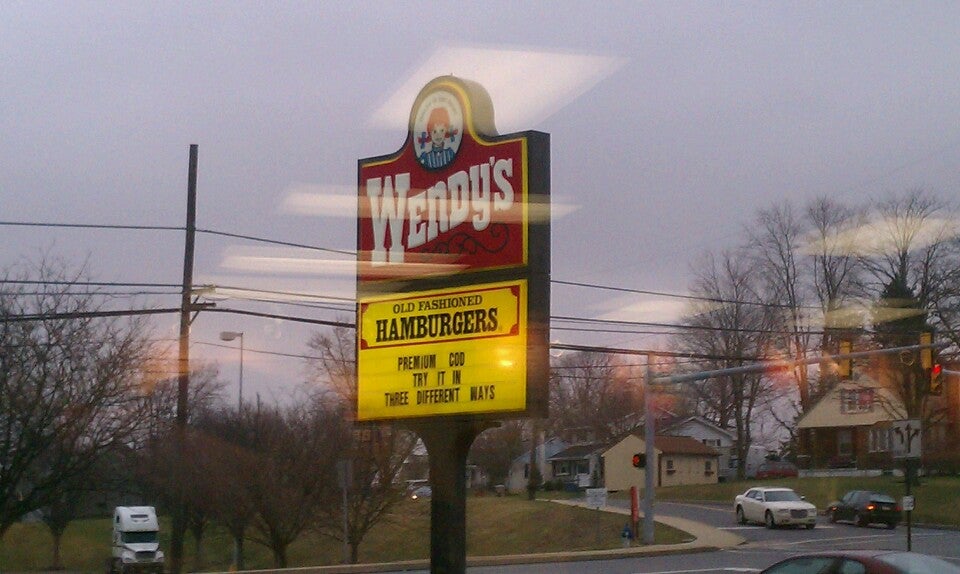 WENDY'S
OLD FASHIONED
HAMBURGERS
PREMIUM COD
TRY IT IN
THREE DIFFERENT WAYS